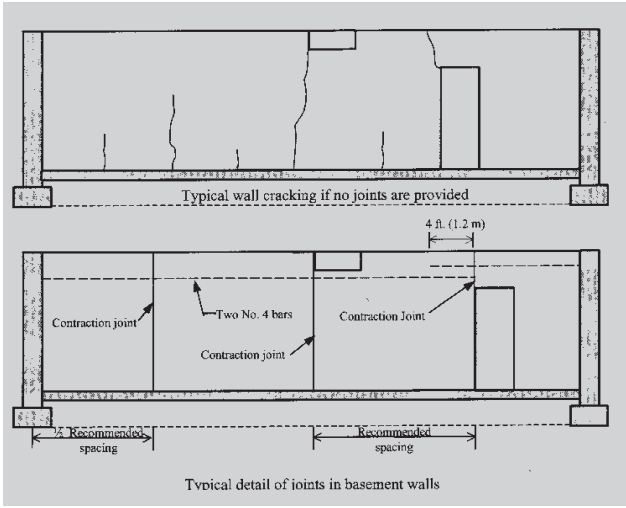 Typical wall cracking if no joints are provided
4 ft. (1.2 m)
Two No. 4 bars
Contraction joint
Contraction Joint
Contraction joint
½ Recommended
spacing
Recommended
spacing
Typical detail of joints in basement walls